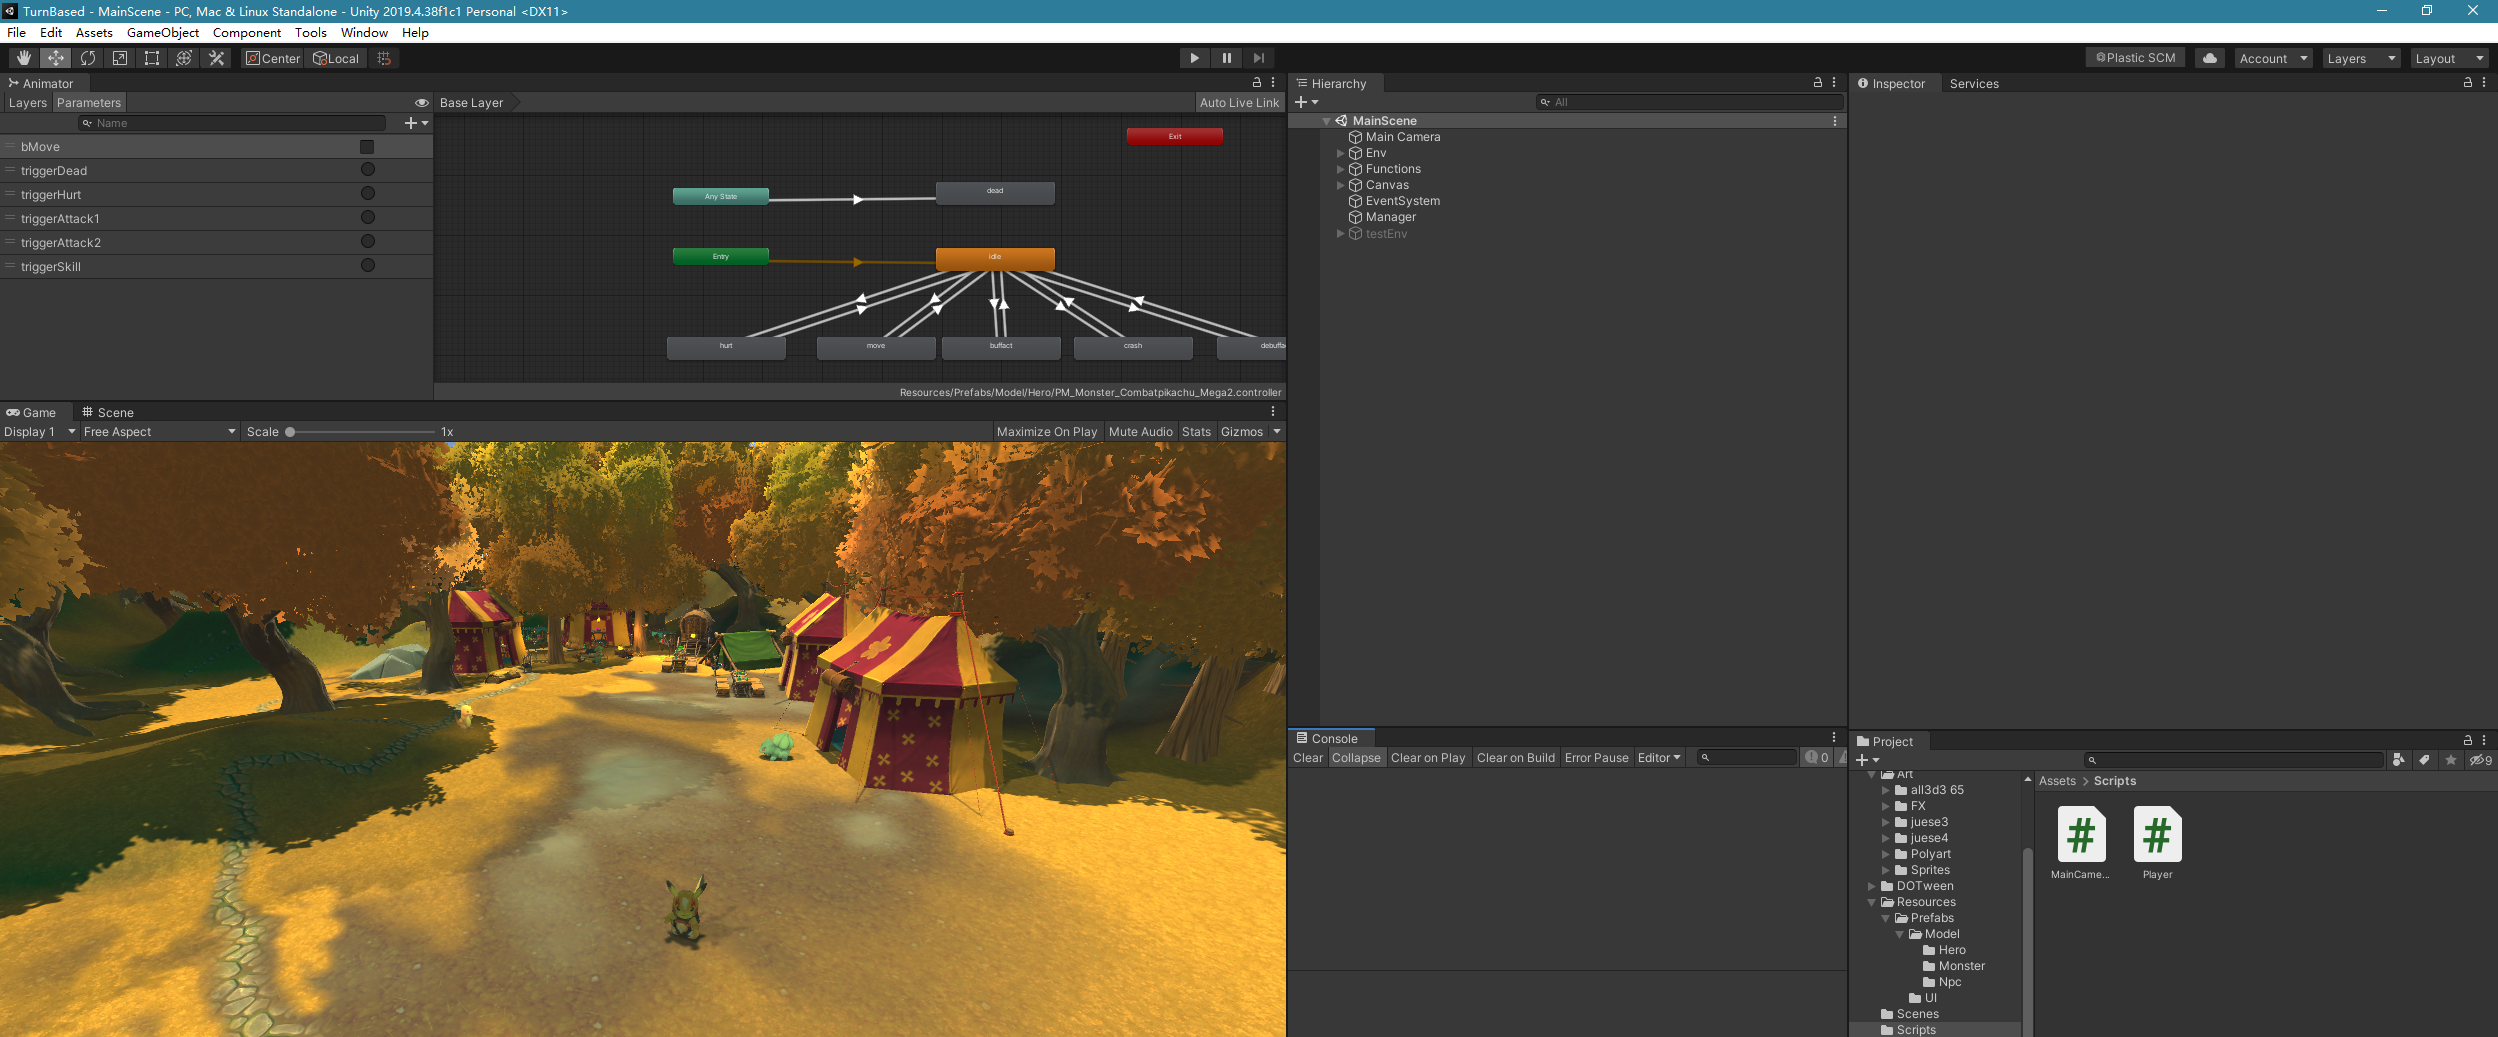 TurnBased - MainScene - PC, Mac & Linux Standalone - Unity 2019.4.38f1c1 Personal <DX11>
File Edit Assets GameObject Component Tools Window Help
Center Local Plastic SCM Account Layers Layout
Animator
Layers Parameters Base Layer Auto Live Link
Name
bMove
triggerDead
triggerHurt
triggerAttack1
triggerAttack2
triggerSkill
Exit
Any State dead
Entry idle
hurt move buffact crash debuffa
Resources/Prefabs/Model/Hero/PM_Monster_Combatpikachu_Mega2.controller
Game Scene
Display 1 Free Aspect Scale 1x Maximize On Play Mute Audio Stats Gizmos
Hierarchy
All
MainScene
Main Camera
Env
Functions
Canvas
EventSystem
Manager
testEnv
Console
Clear Collapse Clear on Play Clear on Build Error Pause Editor 0
Inspector Services
Project
9
Assets > Scripts
Art
all3d3 65
FX
juese3
juese4
Polyart
Sprites
DOTween
Resources
Prefabs
Model
Hero
Monster
Npc
UI
Scenes
Scripts
MainCame... Player